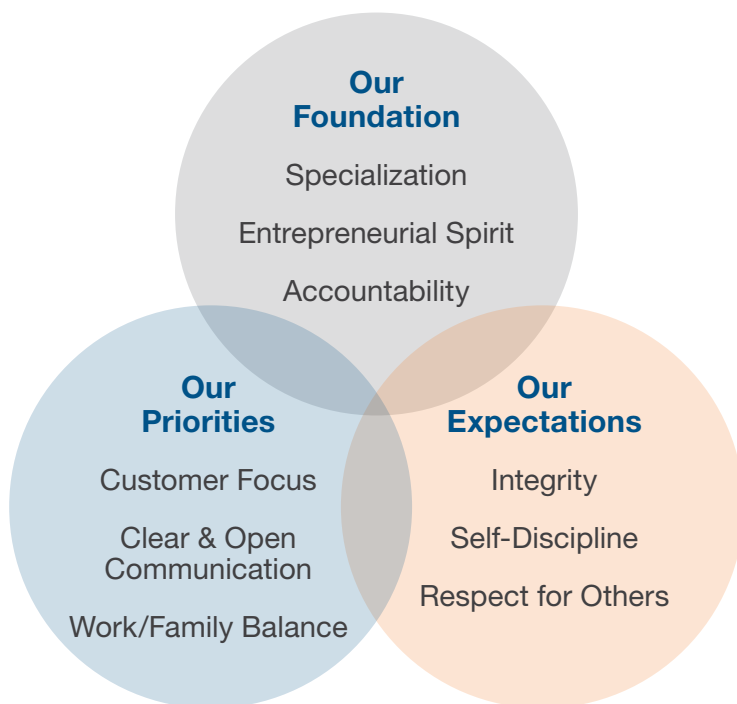 Our
Foundation
Specialization
Entrepreneurial Spirit
Accountability
Our
Priorities
Customer Focus
Clear & Open
Communication
Work/Family Balance
Our
Expectations
Integrity
Self-Discipline
Respect for Others